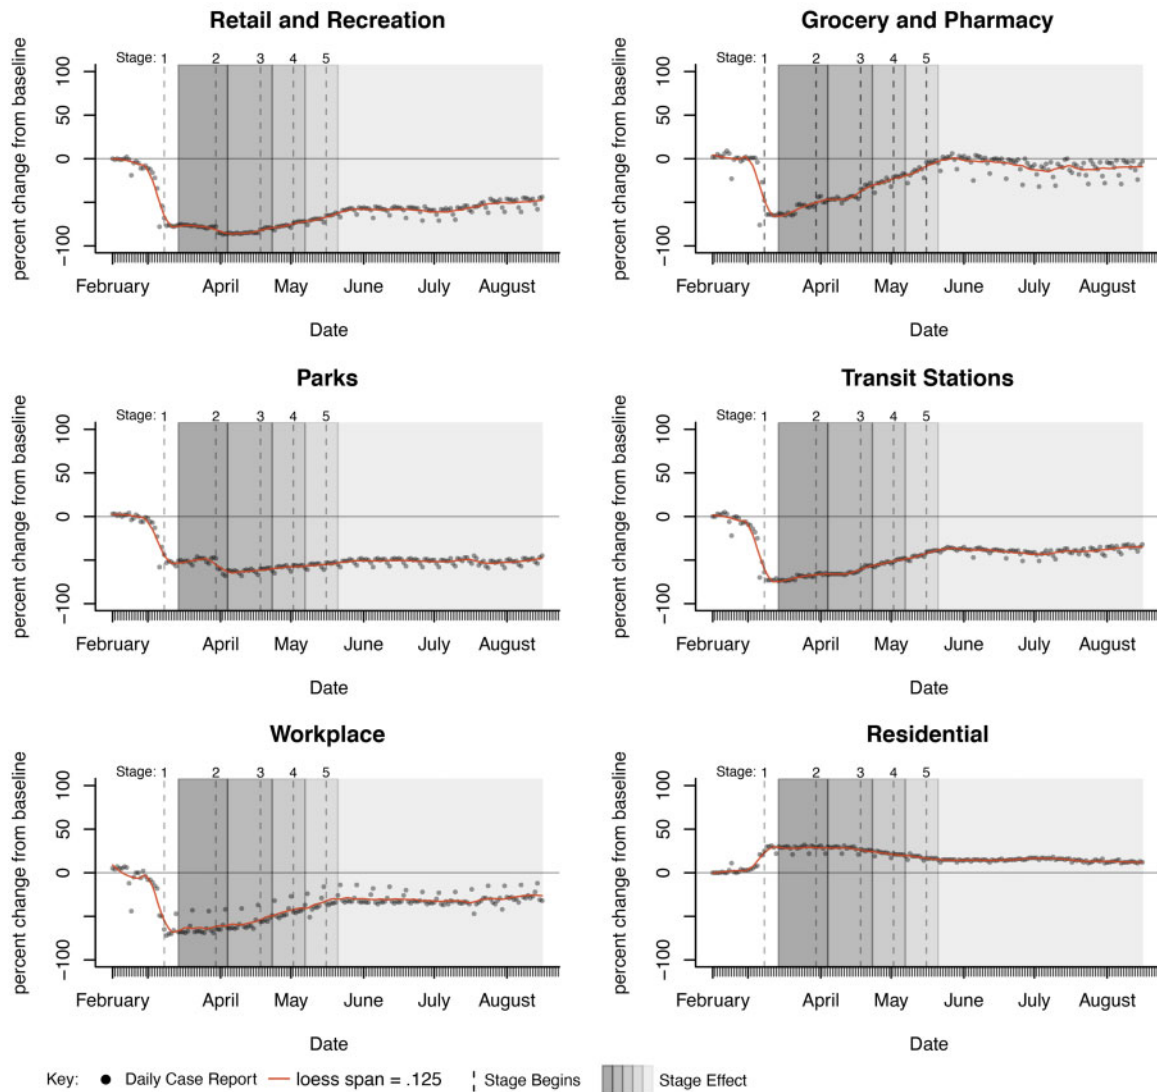 Retail and Recreation
percent change from baseline
100
50
0
−100
Stage: 1 2 3 4 5
February April May June July August
Date
Grocery and Pharmacy
percent change from baseline
100
50
0
−100
Stage: 1 2 3 4 5
February April May June July August
Date
Parks
percent change from baseline
100
50
0
−100
Stage: 1 2 3 4 5
February April May June July August
Date
Transit Stations
percent change from baseline
100
50
0
−100
Stage: 1 2 3 4 5
February April May June July August
Date
Workplace
percent change from baseline
100
50
0
−100
Stage: 1 2 3 4 5
February April May June July August
Date
Residential
percent change from baseline
100
50
0
−100
Stage: 1 2 3 4 5
February April May June July August
Date
Key: Daily Case Report loess span = .125 Stage Begins Stage Effect